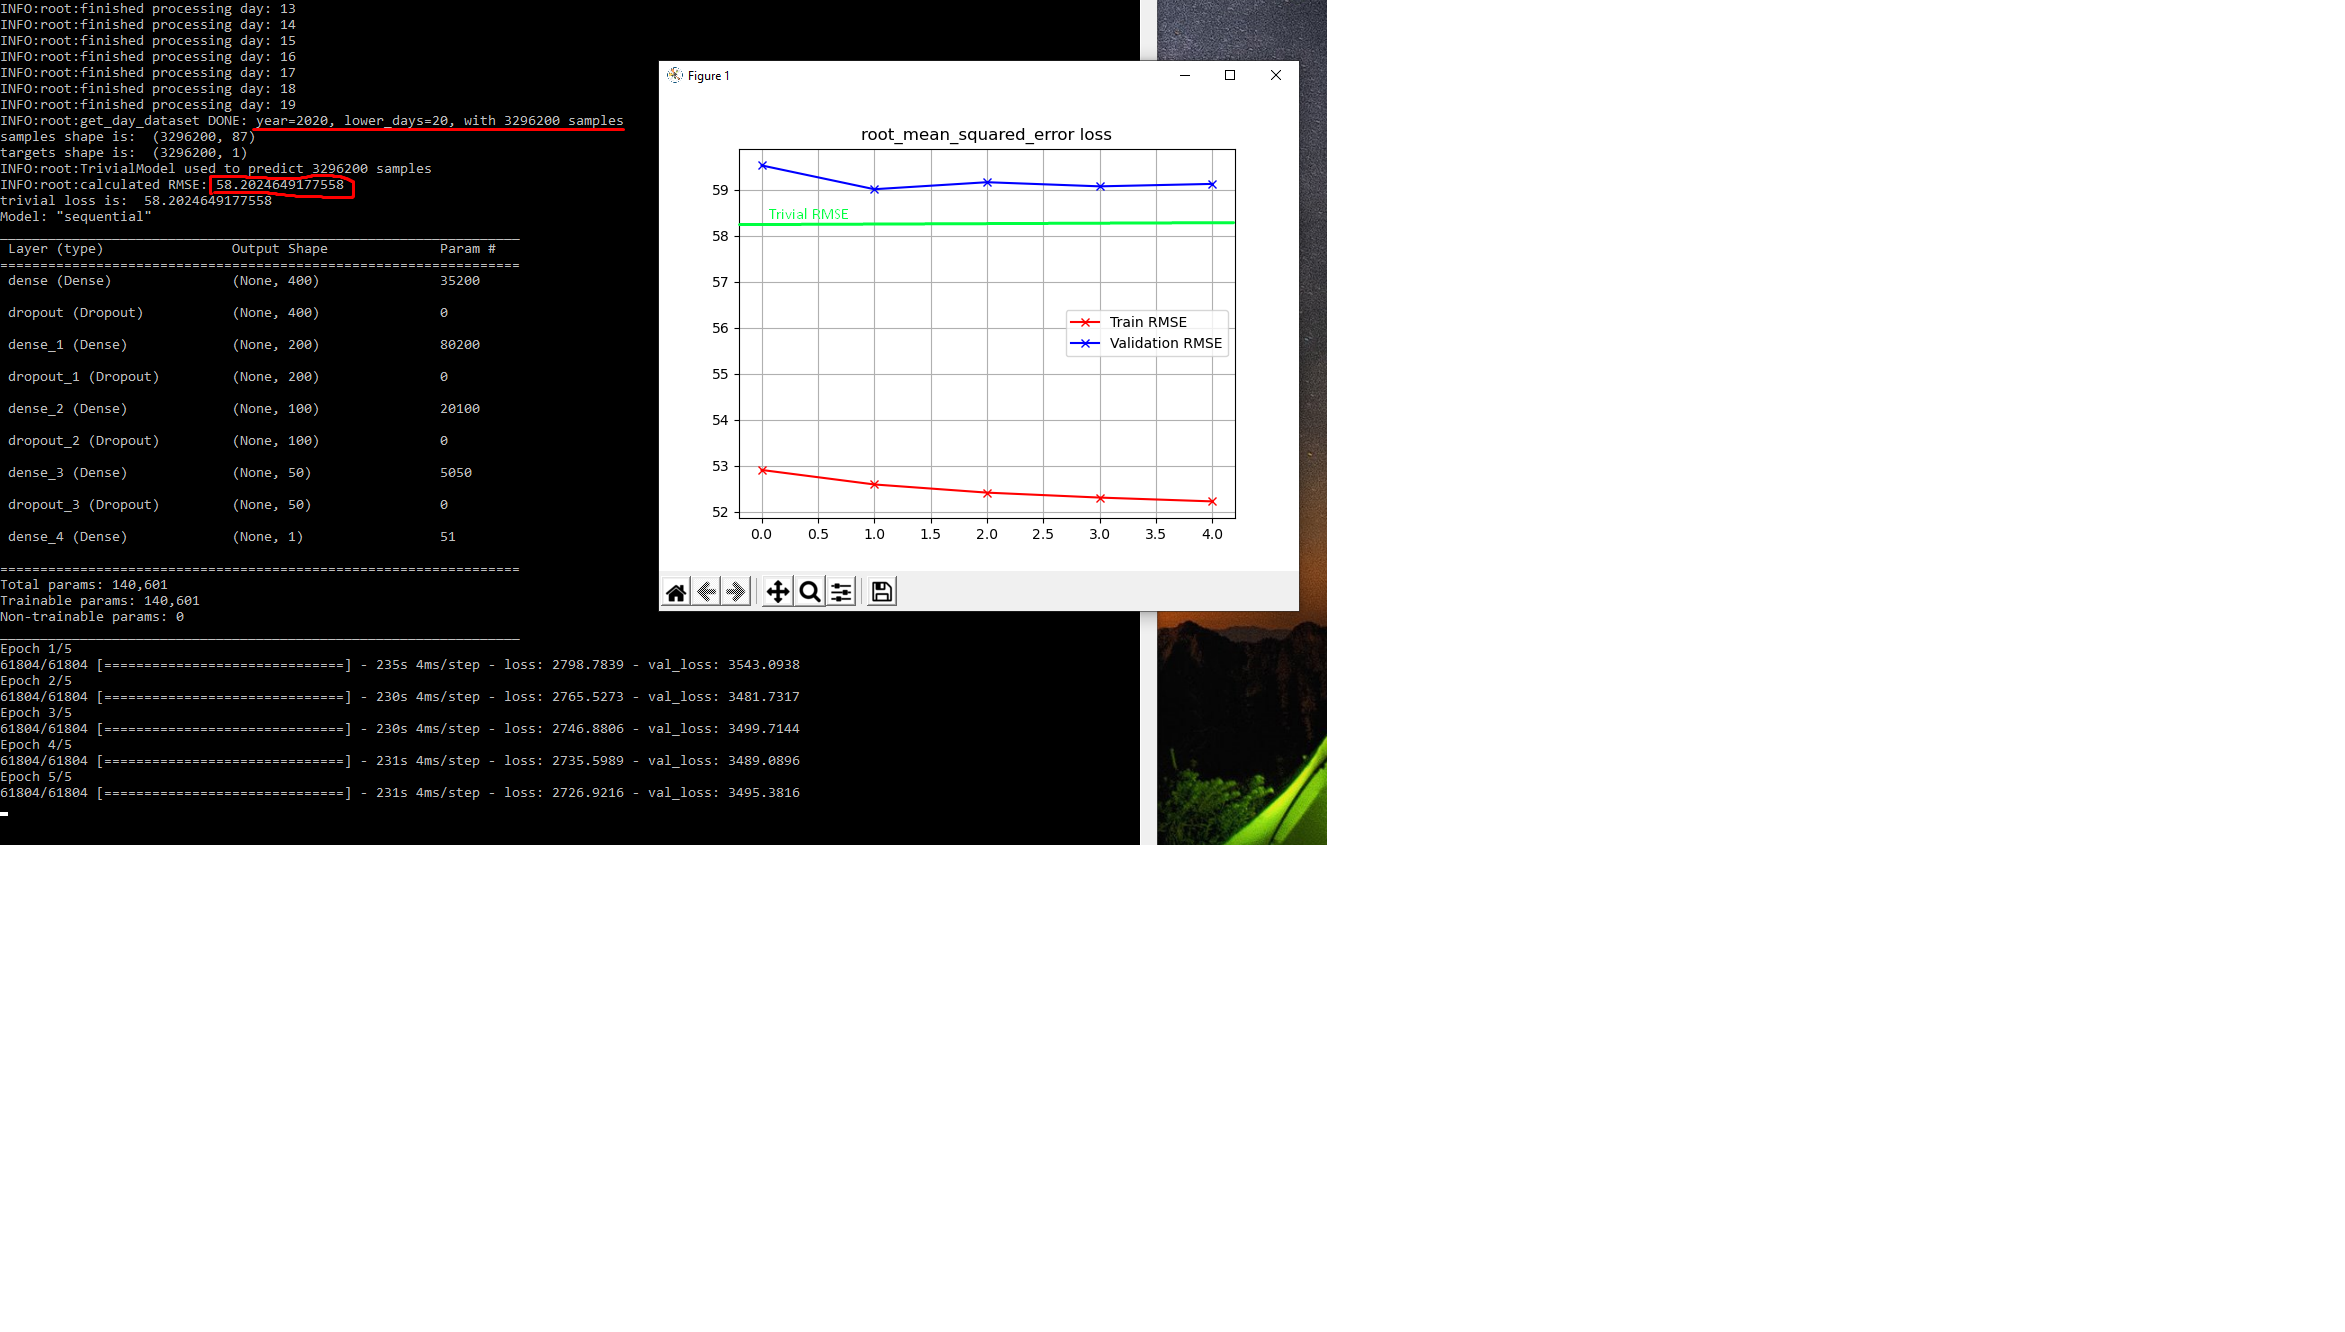 INFO:root:finished processing day: 13
INFO:root:finished processing day: 14
INFO:root:finished processing day: 15
INFO:root:finished processing day: 16
INFO:root:finished processing day: 17
INFO:root:finished processing day: 18
INFO:root:finished processing day: 19
INFO:root:get_day_dataset DONE: year=2020, lower_days=20, with 3296200 samples
samples shape is:  (3296200, 87)
targets shape is:  (3296200, 1)
INFO:root:TrivialModel used to predict 3296200 samples
INFO:root:calculated RMSE: 58.2024649177558
trivial loss is:  58.2024649177558
Model: "sequential"
_________________________________________________________________
Layer (type) Output Shape Param #
=================================================================
dense (Dense) (None, 400) 35200
dropout (Dropout) (None, 400) 0
dense_1 (Dense) (None, 200) 80200
dropout_1 (Dropout) (None, 200) 0
dense_2 (Dense) (None, 100) 20100
dropout_2 (Dropout) (None, 100) 0
dense_3 (Dense) (None, 50) 5050
dropout_3 (Dropout) (None, 50) 0
dense_4 (Dense) (None, 1) 51
=================================================================
Total params: 140,601
Trainable params: 140,601
Non-trainable params: 0
_________________________________________________________________
Epoch 1/5
61804/61804 [==============================] - 235s 4ms/step - loss: 2798.7839 - val_loss: 3543.0938
Epoch 2/5
61804/61804 [==============================] - 230s 4ms/step - loss: 2765.5273 - val_loss: 3481.7317
Epoch 3/5
61804/61804 [==============================] - 230s 4ms/step - loss: 2746.8806 - val_loss: 3499.7144
Epoch 4/5
61804/61804 [==============================] - 231s 4ms/step - loss: 2735.5989 - val_loss: 3489.0896
Epoch 5/5
61804/61804 [==============================] - 231s 4ms/step - loss: 2726.9216 - val_loss: 3495.3816
Figure 1
root_mean_squared_error loss
59
58
57
56
55
54
53
52
Trivial RMSE
Train RMSE
Validation RMSE
0.0 0.5 1.0 1.5 2.0 2.5 3.0 3.5 4.0